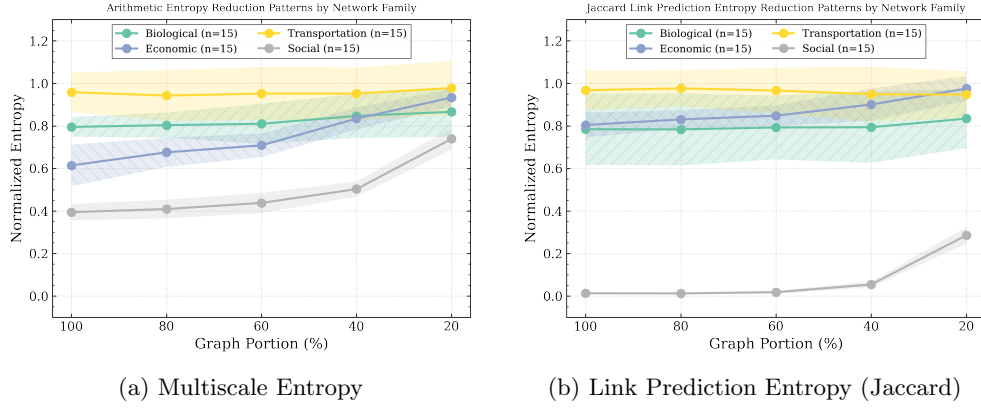 Arithmetic Entropy Reduction Patterns by Network Family
Biological (n=15)
Economic (n=15)
Transportation (n=15)
Social (n=15)
Normalized Entropy
1.2
1.0
0.8
0.6
0.4
0.2
0.0
100 80 60 40 20
Graph Portion (%)
(a) Multiscale Entropy
Jaccard Link Prediction Entropy Reduction Patterns by Network Family
Biological (n=15)
Economic (n=15)
Transportation (n=15)
Social (n=15)
Normalized Entropy
1.2
1.0
0.8
0.6
0.4
0.2
0.0
100 80 60 40 20
Graph Portion (%)
(b) Link Prediction Entropy (Jaccard)